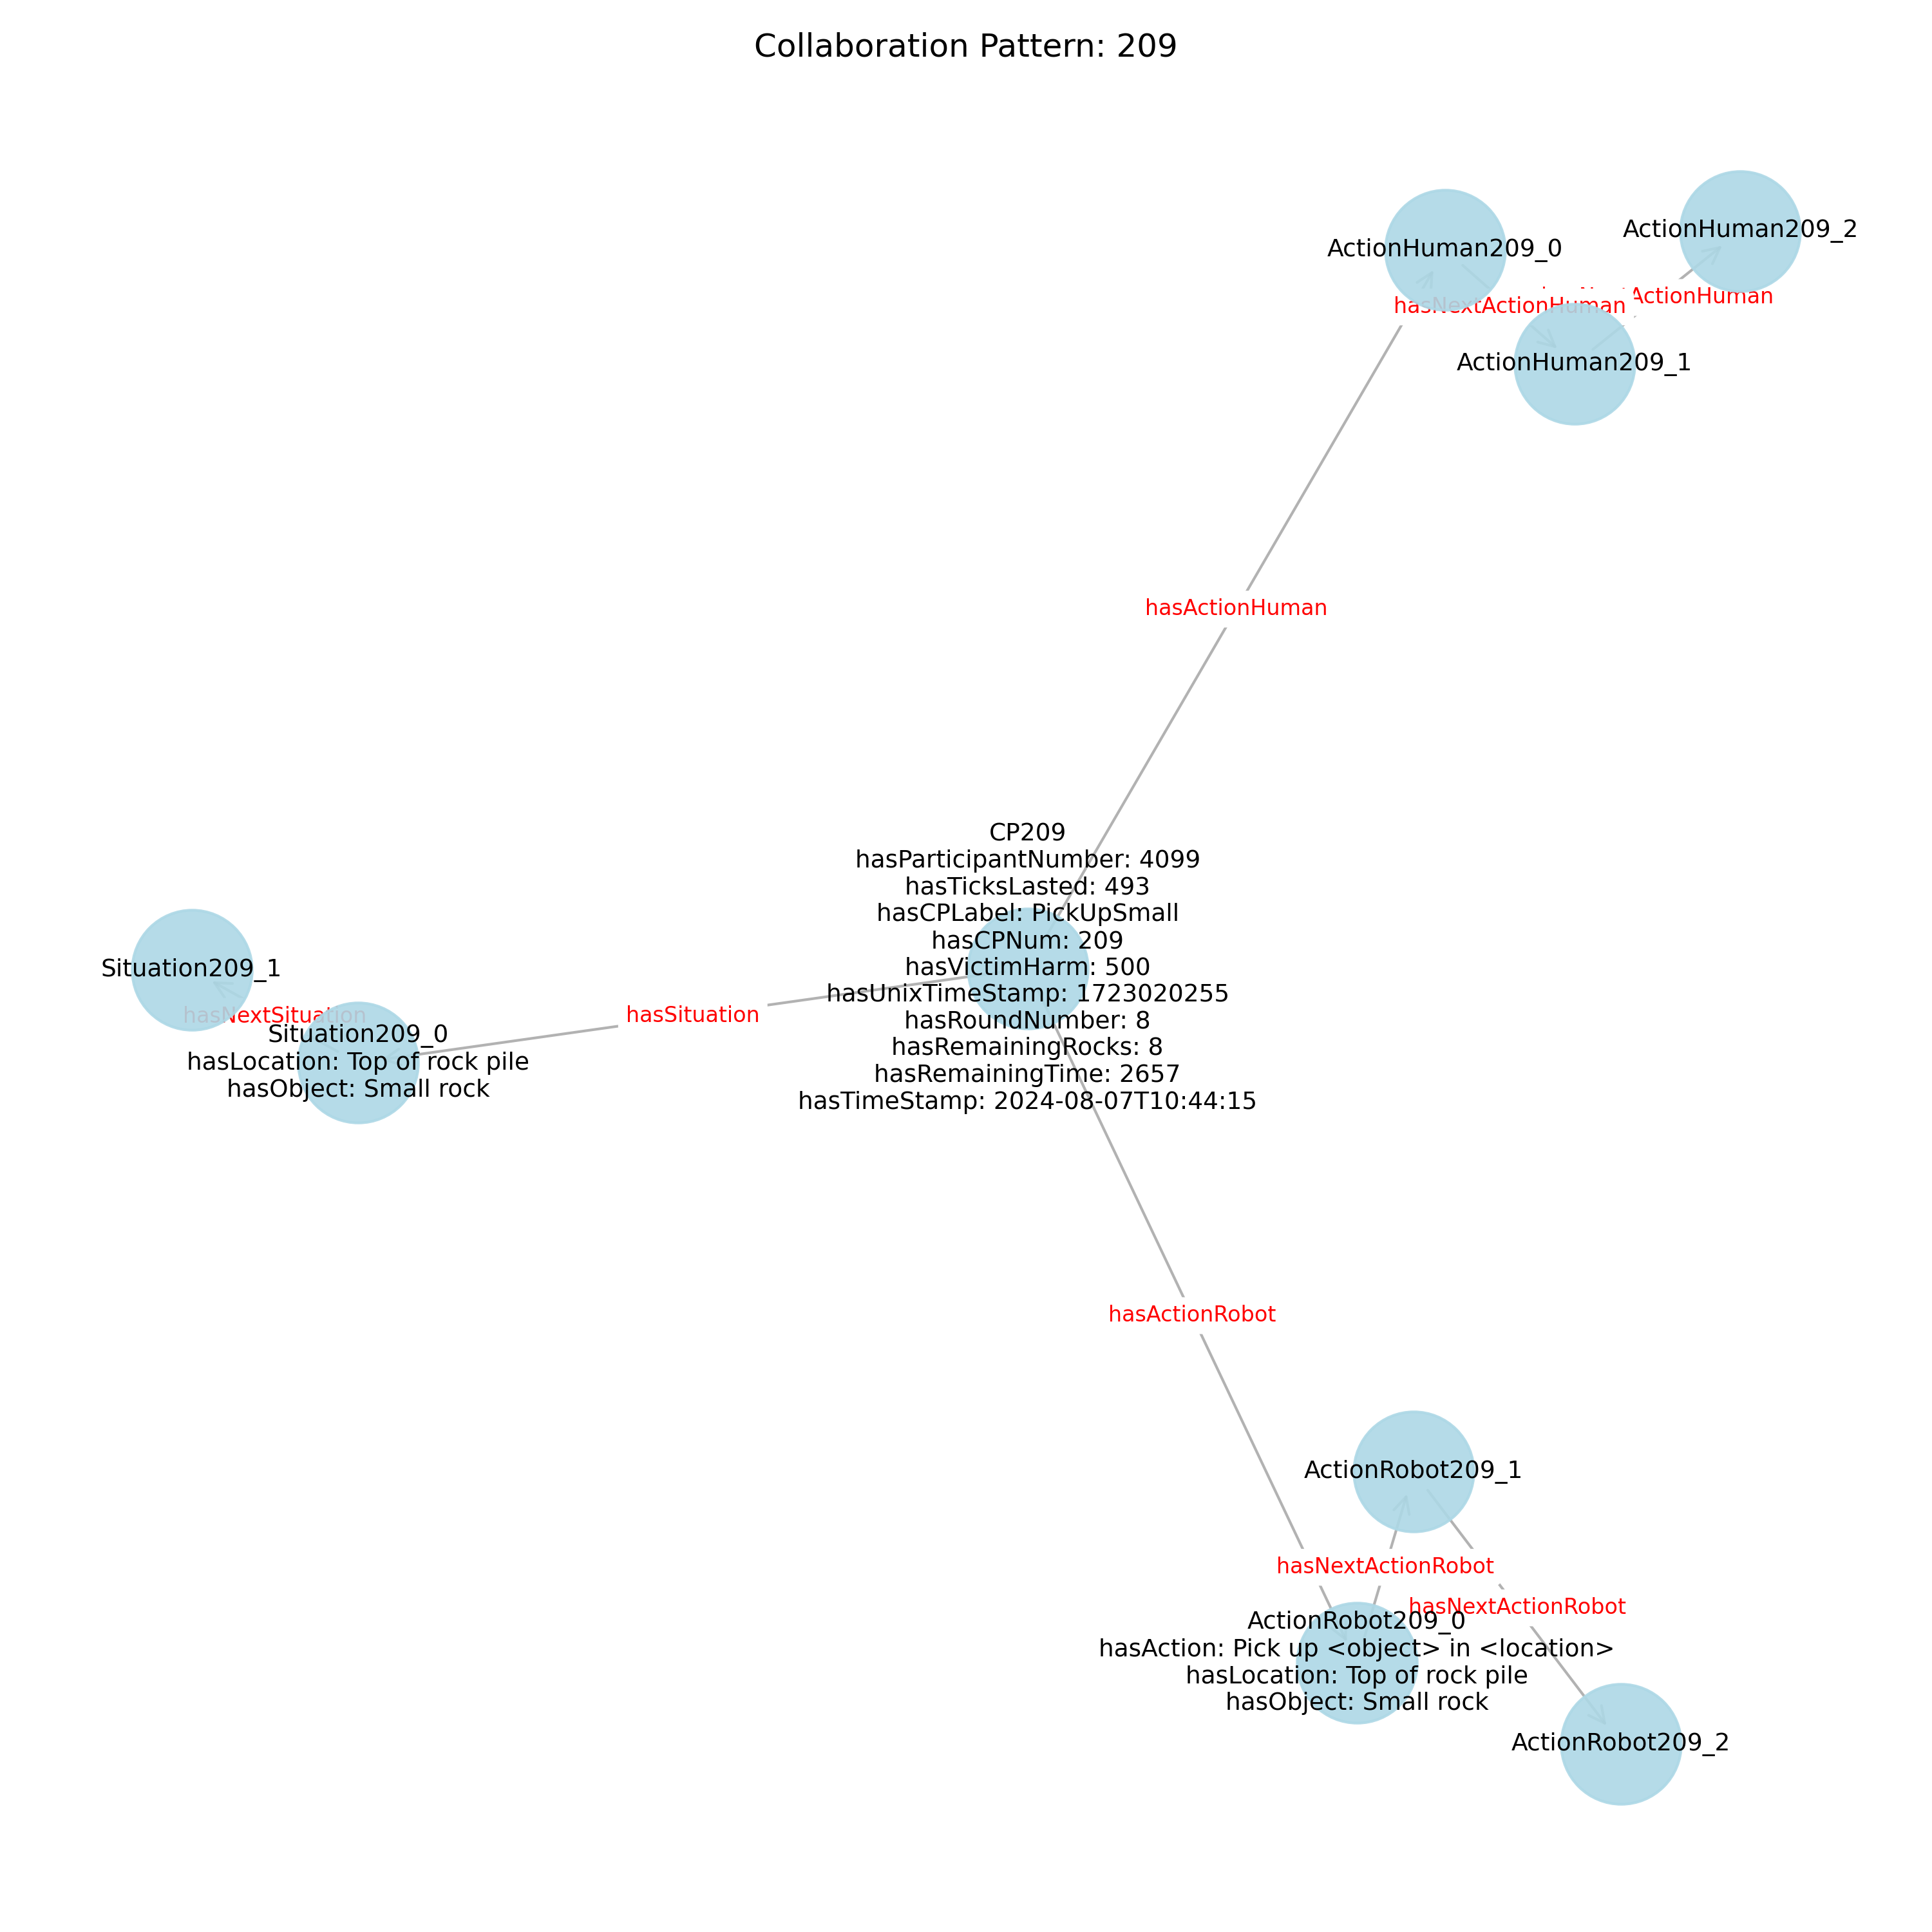 Collaboration Pattern: 209
ActionHuman209_2
ActionHuman209_0
ActionHuman
hasNextActionHuman
ActionHuman209_1
hasActionHuman
CP209
hasParticipantNumber: 4099
hasTicksLasted: 493
hasCPLabel: PickUpSmall
hasCPNum: 209
hasVictimHarm: 500
hasUnixTimeStamp: 1723020255
hasRoundNumber: 8
hasRemainingRocks: 8
hasRemainingTime: 2657
hasTimeStamp: 2024-08-07T10:44:15
Situation209_1
hasNextSituation
hasSituation
Situation209_0
hasLocation: Top of rock pile
hasObject: Small rock
hasActionRobot
ActionRobot209_1
hasNextActionRobot
hasNextActionRobot
ActionRobot209_0
hasAction: Pick up <object> in <location>
hasLocation: Top of rock pile
hasObject: Small rock
ActionRobot209_2